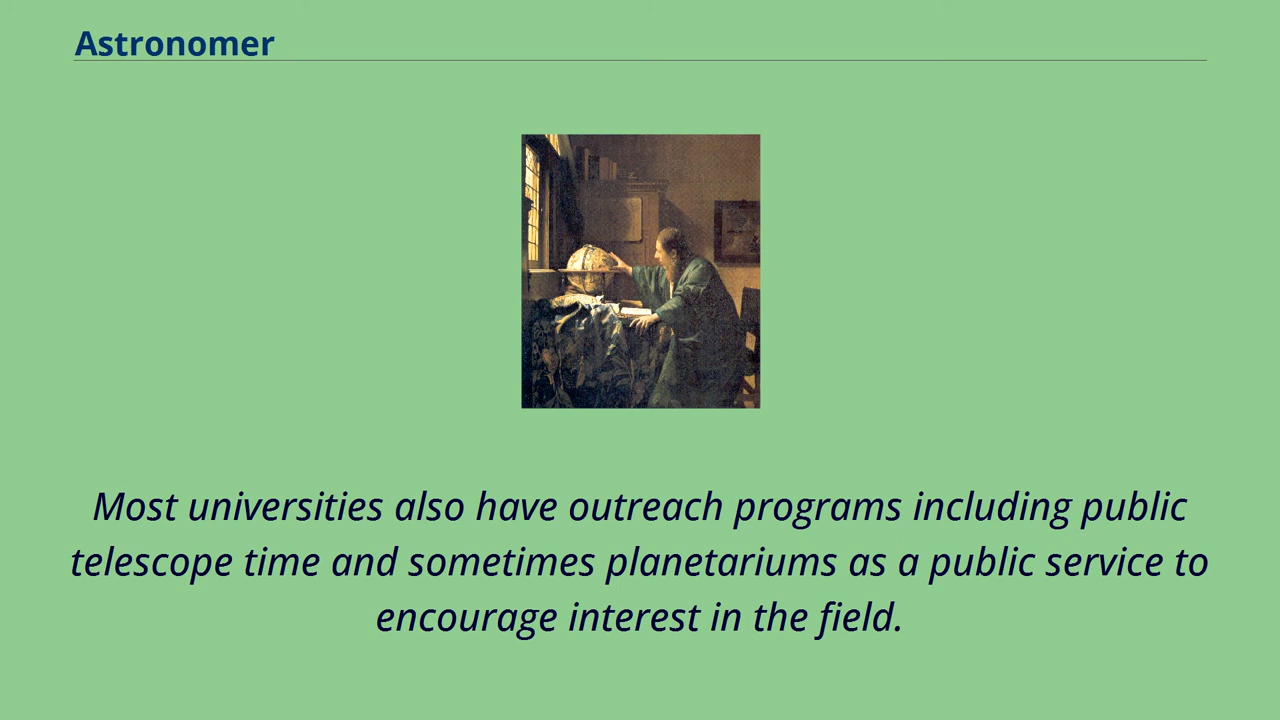 Astronomer
Most universities also have outreach programs including public
telescope time and sometimes planetariums as a public service to
encourage interest in the field.